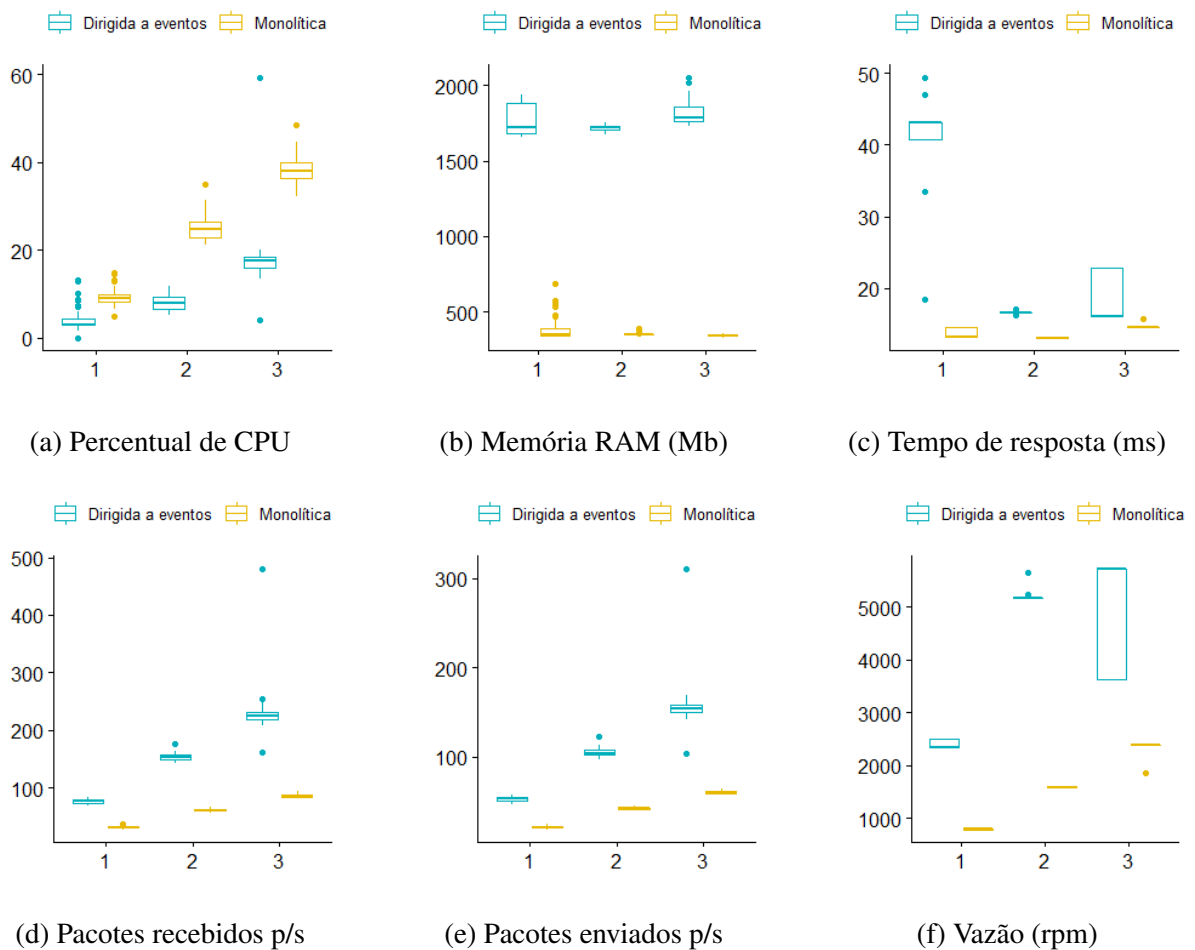 Dirigida a eventos Monolítica
Dirigida a eventos Monolítica
Dirigida a eventos Monolítica
60
40
20
0
1 2 3
2000
1500
1000
500
1 2 3
50
40
30
20
1 2 3
(a) Percentual de CPU
(b) Memória RAM (Mb)
(c) Tempo de resposta (ms)
Dirigida a eventos Monolítica
Dirigida a eventos Monolítica
Dirigida a eventos Monolítica
500
400
300
200
100
1 2 3
300
200
100
1 2 3
5000
4000
3000
2000
1000
1 2 3
(d) Pacotes recebidos p/s
(e) Pacotes enviados p/s
(f) Vazão (rpm)